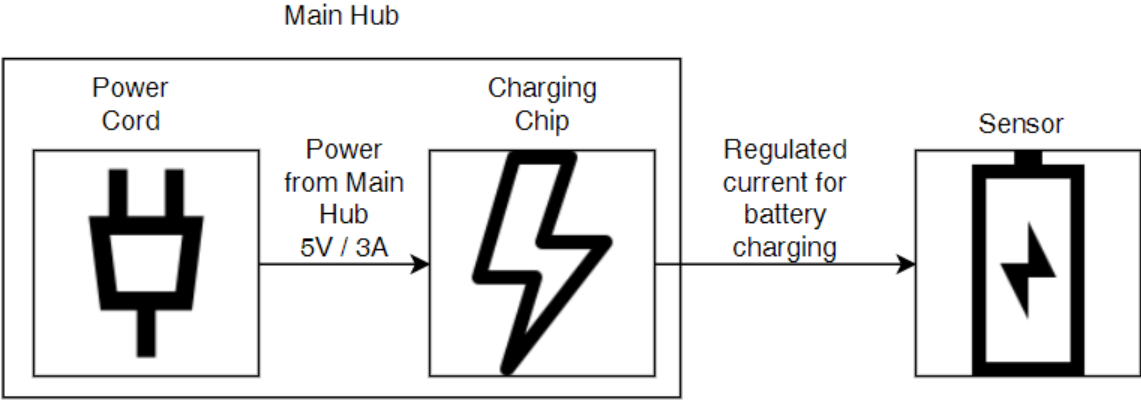 Main Hub
Power
Cord
Power
from Main
Hub
5V / 3A
Charging
Chip
Regulated
current for
battery
charging
Sensor